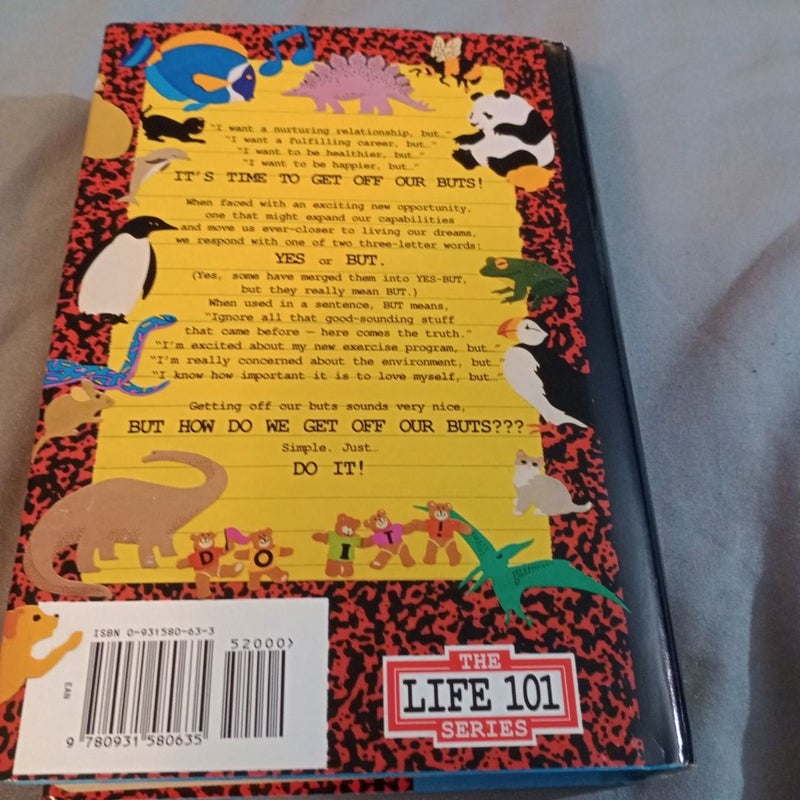 "I want a nurturing relationship, but…"
"I want a fulfilling career, but…"
"I want to be healthier, but…"
"I want to be happier, but…"
IT'S TIME TO GET OFF OUR BUTS!
When faced with an exciting new opportunity,
one that might expand our capabilities
and move us ever-closer to living our dreams,
we respond with one of two three-letter words:
YES or BUT.
(Yes, some have merged them into YES-BUT,
but they really mean BUT.)
When used in a sentence, BUT means,
"Ignore all that good-sounding stuff
that came before — here comes the truth."
"I'm excited about my new exercise program, but…"
"I'm really concerned about the environment, but…"
"I know how important it is to love myself, but…"
Getting off our buts sounds very nice,
BUT HOW DO WE GET OFF OUR BUTS???
Simple. Just…
DO IT!
DO IT!
ISBN 0-931580-63-3
52000>
EAN
9 780931 580635
THE
LIFE 101
SERIES